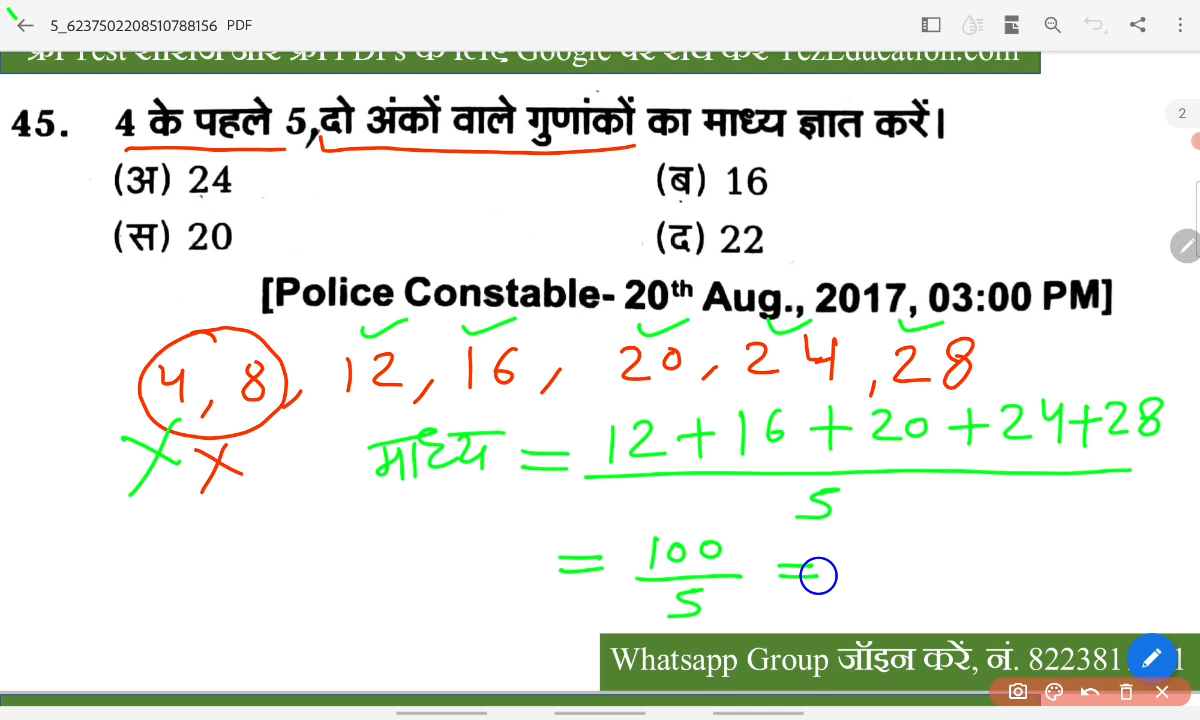 5_6237502208510788156 PDF
45. 4 के पहले 5,दो अंकों वाले गुणांकों का माध्य ज्ञात करें।
2
(अ) 24 (ब) 16
(स) 20 (द) 22
[Police Constable- 20th Aug., 2017, 03:00 PM]
4, 8, 12, 16, 20, 24, 28
माध्य = 12+16+20+24+28
5
= 100 =
5
Whatsapp Group जॉइन करें, नं. 822381